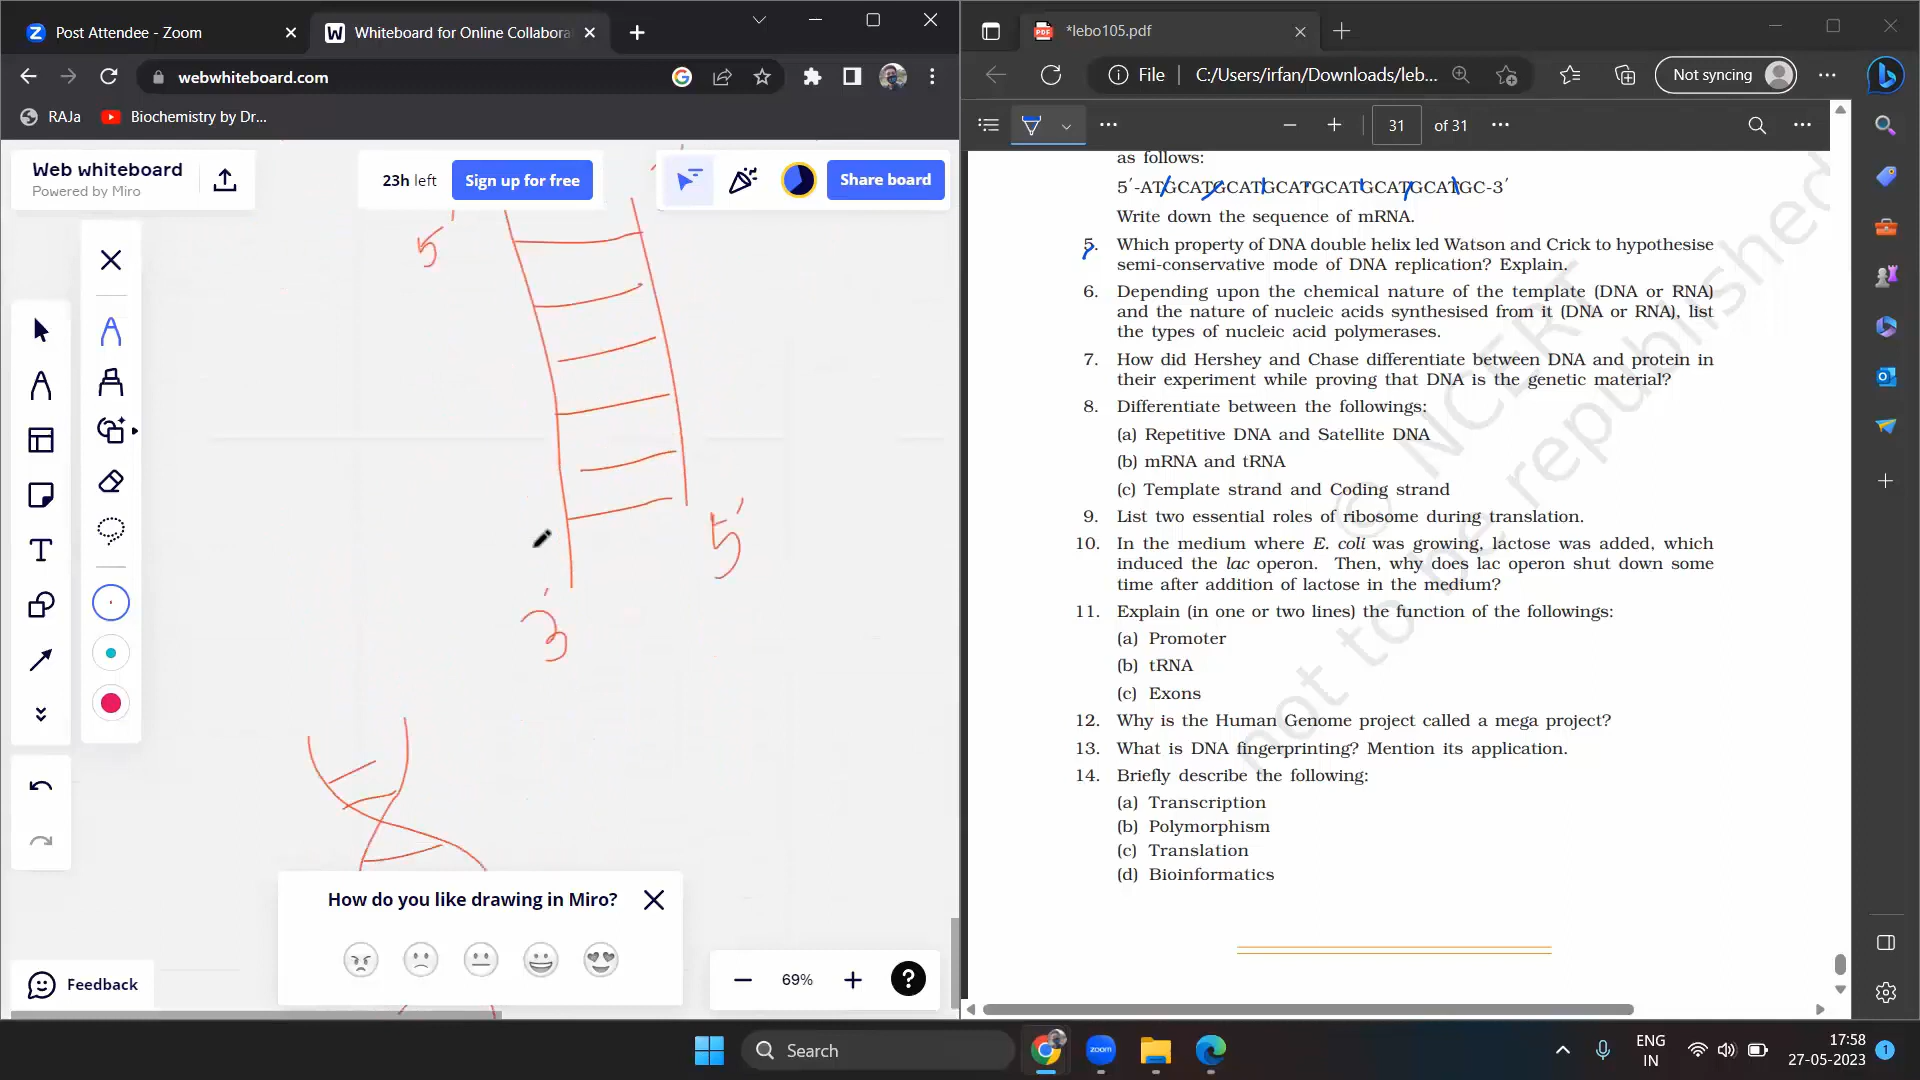 Post Attendee - Zoom
Whiteboard for Online Collabora
*lebo105.pdf
webwhiteboard.com
File
C:/Users/irfan/Downloads/leb...
Not syncing
RAJa
Biochemistry by Dr...
31 of 31
Web whiteboard
Powered by Miro
23h left
Sign up for free
Share board
5′
5′
3′
How do you like drawing in Miro?
69%
Feedback
as follows:
5′-ATGCATGCATGCATGCATGCATGCATGC-3′
Write down the sequence of mRNA.
5. Which property of DNA double helix led Watson and Crick to hypothesise
semi-conservative mode of DNA replication? Explain.
6. Depending upon the chemical nature of the template (DNA or RNA)
and the nature of nucleic acids synthesised from it (DNA or RNA), list
the types of nucleic acid polymerases.
7. How did Hershey and Chase differentiate between DNA and protein in
their experiment while proving that DNA is the genetic material?
8. Differentiate between the followings:
(a) Repetitive DNA and Satellite DNA
(b) mRNA and tRNA
(c) Template strand and Coding strand
9. List two essential roles of ribosome during translation.
10. In the medium where E. coli was growing, lactose was added, which
induced the lac operon. Then, why does lac operon shut down some
time after addition of lactose in the medium?
11. Explain (in one or two lines) the function of the followings:
(a) Promoter
(b) tRNA
(c) Exons
12. Why is the Human Genome project called a mega project?
13. What is DNA fingerprinting? Mention its application.
14. Briefly describe the following:
(a) Transcription
(b) Polymorphism
(c) Translation
(d) Bioinformatics
© NCERT
not to be republished
Search
zoom
ENG
IN
17:58
27-05-2023
1